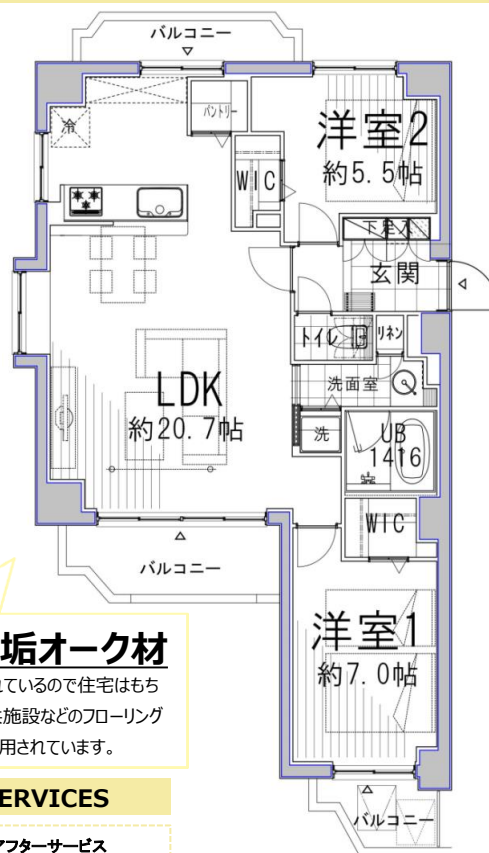 バルコニー
パントリー
冷
洋室2
約5.5帖
WIC
下足入
玄関
トイレ
リネン
洗面室
LDK
約20.7帖
洗
UB
1416
WIC
バルコニー
洋室1
約7.0帖
バルコニー
垢オーク材
れているので住宅はもち
共施設などのフローリング
用されています。
ERVICES
アフターサービス